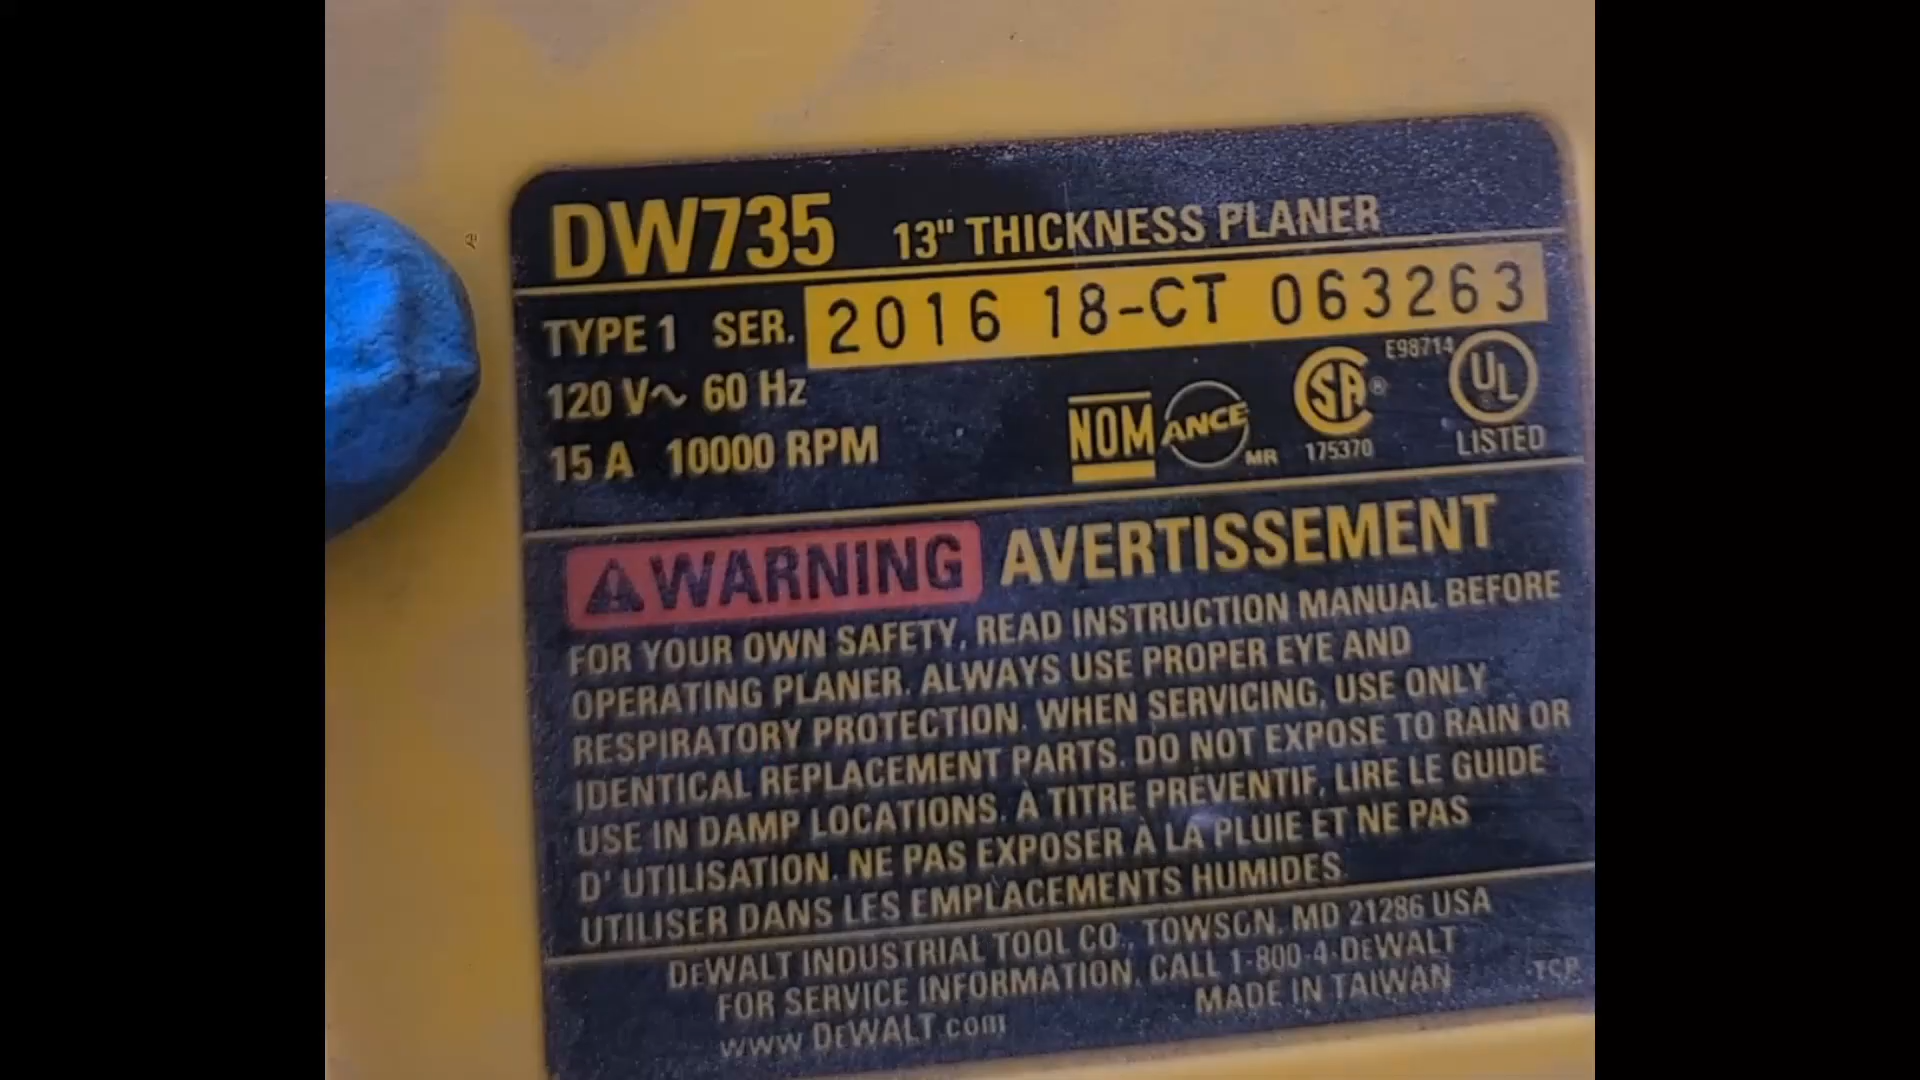 DW735 13" THICKNESS PLANER
TYPE 1 SER. 2016 18-CT 063263
120 V~ 60 Hz
15 A 10000 RPM
NOM ANCE MR SA ® 175370 E98714 UL LISTED
WARNING AVERTISSEMENT
FOR YOUR OWN SAFETY, READ INSTRUCTION MANUAL BEFORE
OPERATING PLANER. ALWAYS USE PROPER EYE AND
RESPIRATORY PROTECTION. WHEN SERVICING, USE ONLY
IDENTICAL REPLACEMENT PARTS. DO NOT EXPOSE TO RAIN OR
USE IN DAMP LOCATIONS. À TITRE PRÉVENTIF, LIRE LE GUIDE
D' UTILISATION. NE PAS EXPOSER À LA PLUIE ET NE PAS
UTILISER DANS LES EMPLACEMENTS HUMIDES.
DEWALT INDUSTRIAL TOOL CO., TOWSON, MD 21286 USA
FOR SERVICE INFORMATION, CALL 1-800-4-DEWALT
www.DEWALT.com MADE IN TAIWAN